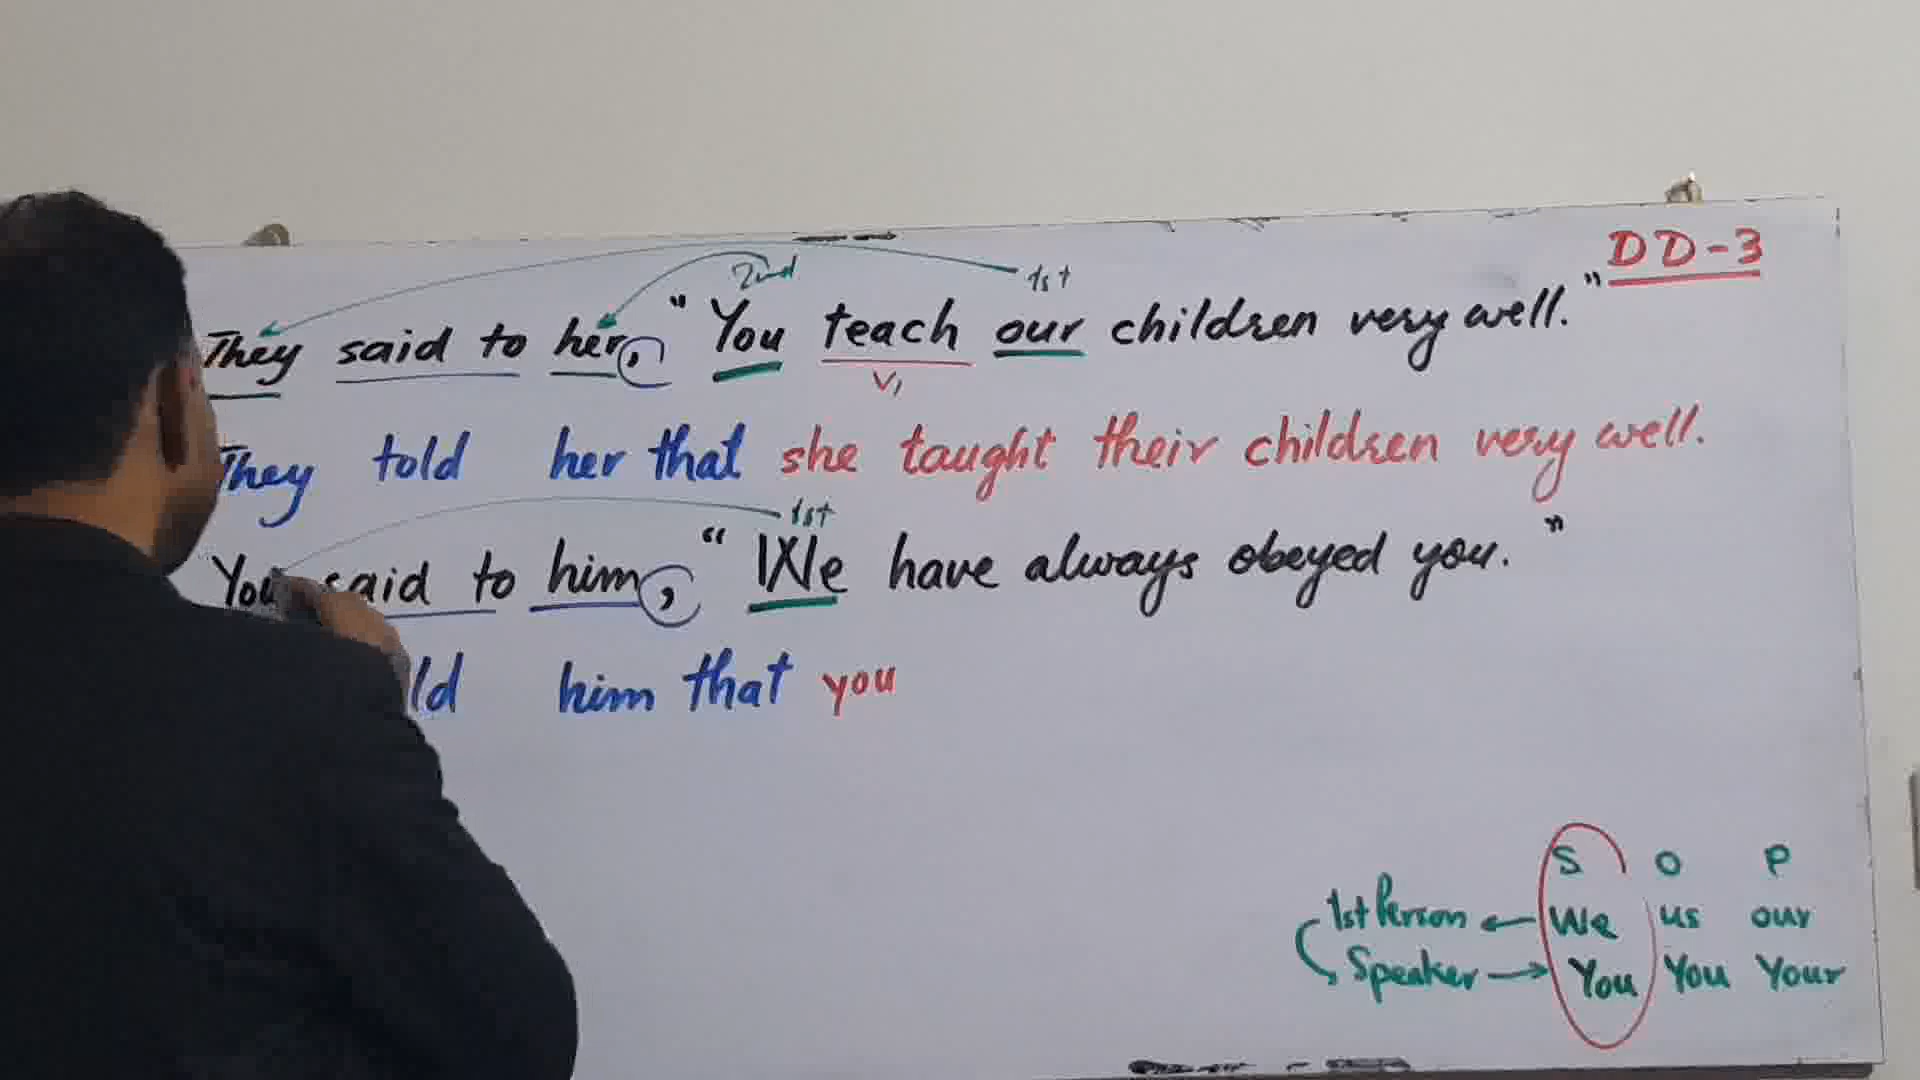 DD-3
2nd 1st
They said to her, "You teach our children very well."
V1
They told her that she taught their children very well.
1st
You said to him, "We have always obeyed you."
him that you
S O P
1st Person We us our
Speaker You You Your